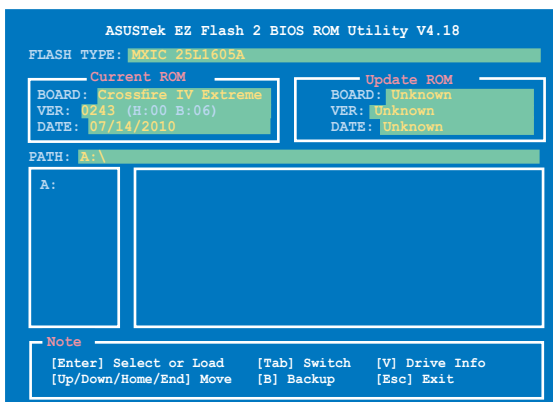 ASUSTek EZ Flash 2 BIOS ROM Utility V4.18
FLASH TYPE: MXIC 25L1605A
Current ROM
BOARD: Crossfire IV Extreme
VER: 0243 (H:00 B:06)
DATE: 07/14/2010
Update ROM
BOARD: Unknown
VER: Unknown
DATE: Unknown
PATH: A:\
A:
Note
[Enter] Select or Load [Tab] Switch [V] Drive Info
[Up/Down/Home/End] Move [B] Backup [Esc] Exit